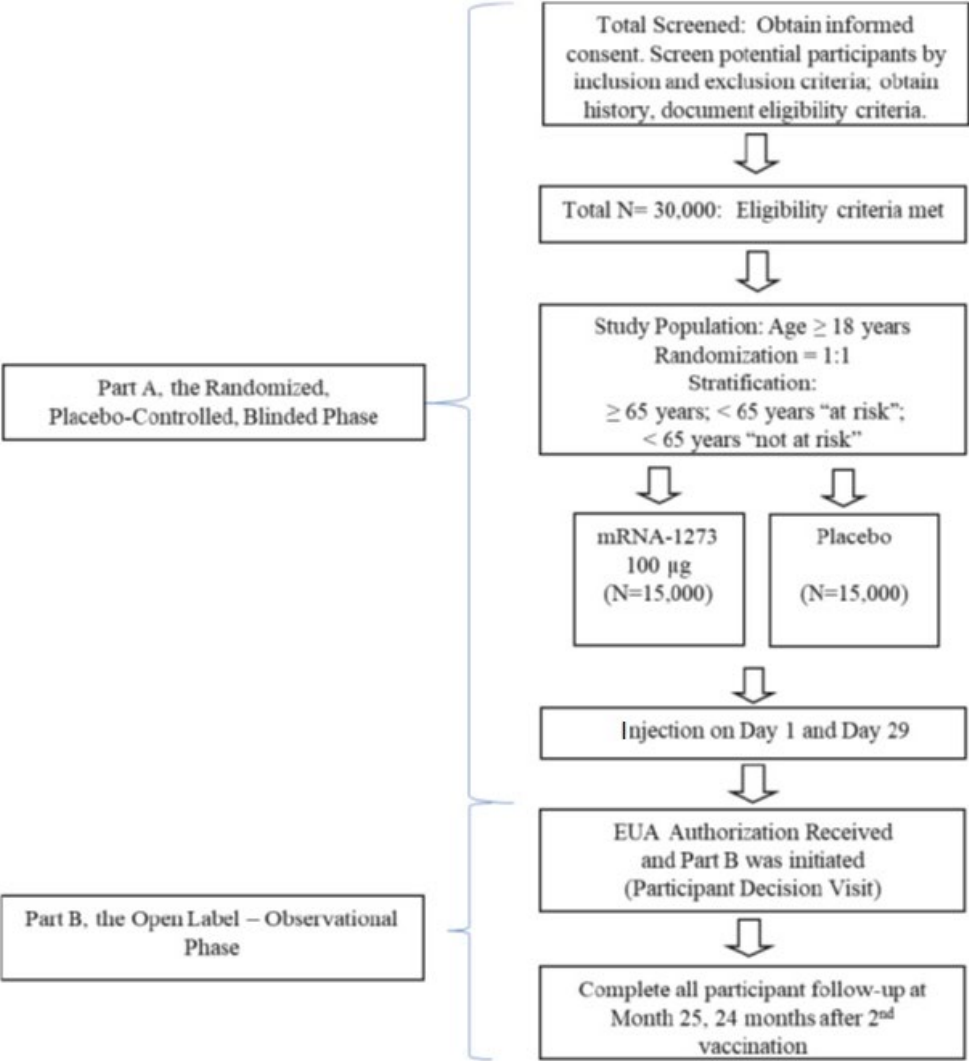 Total Screened: Obtain informed
consent. Screen potential participants by
inclusion and exclusion criteria; obtain
history, document eligibility criteria.
Total N= 30,000: Eligibility criteria met
Study Population: Age ≥ 18 years
Randomization = 1:1
Stratification:
≥ 65 years; < 65 years “at risk”;
< 65 years “not at risk”
Part A, the Randomized,
Placebo-Controlled, Blinded Phase
mRNA-1273
100 µg
(N=15,000)
Placebo
(N=15,000)
Injection on Day 1 and Day 29
EUA Authorization Received
and Part B was initiated
(Participant Decision Visit)
Part B, the Open Label – Observational
Phase
Complete all participant follow-up at
Month 25, 24 months after 2nd
vaccination